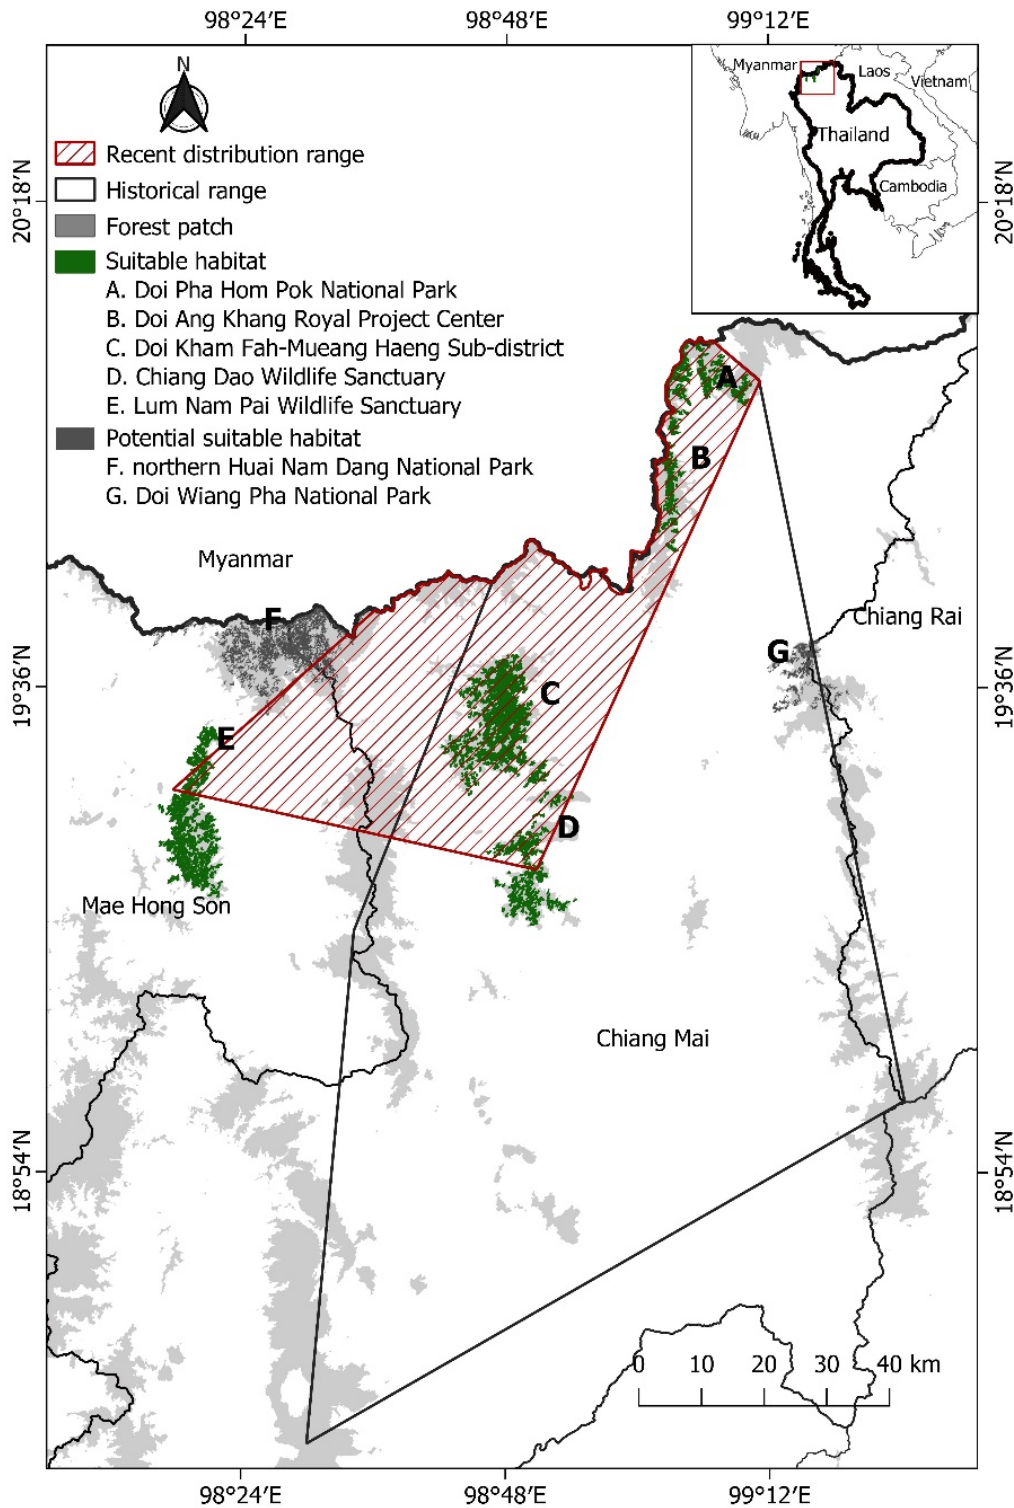 98°24′E 98°48′E 99°12′E
N
Myanmar
Laos
Vietnam
Thailand
Cambodia
Recent distribution range
Historical range
Forest patch
Suitable habitat
A. Doi Pha Hom Pok National Park
B. Doi Ang Khang Royal Project Center
C. Doi Kham Fah-Mueang Haeng Sub-district
D. Chiang Dao Wildlife Sanctuary
E. Lum Nam Pai Wildlife Sanctuary
Potential suitable habitat
F. northern Huai Nam Dang National Park
G. Doi Wiang Pha National Park
20°18′N
20°18′N
A
B
Myanmar
F
Chiang Rai
G
19°36′N
19°36′N
C
E
D
Mae Hong Son
Chiang Mai
18°54′N
18°54′N
0 10 20 30 40 km
98°24′E 98°48′E 99°12′E